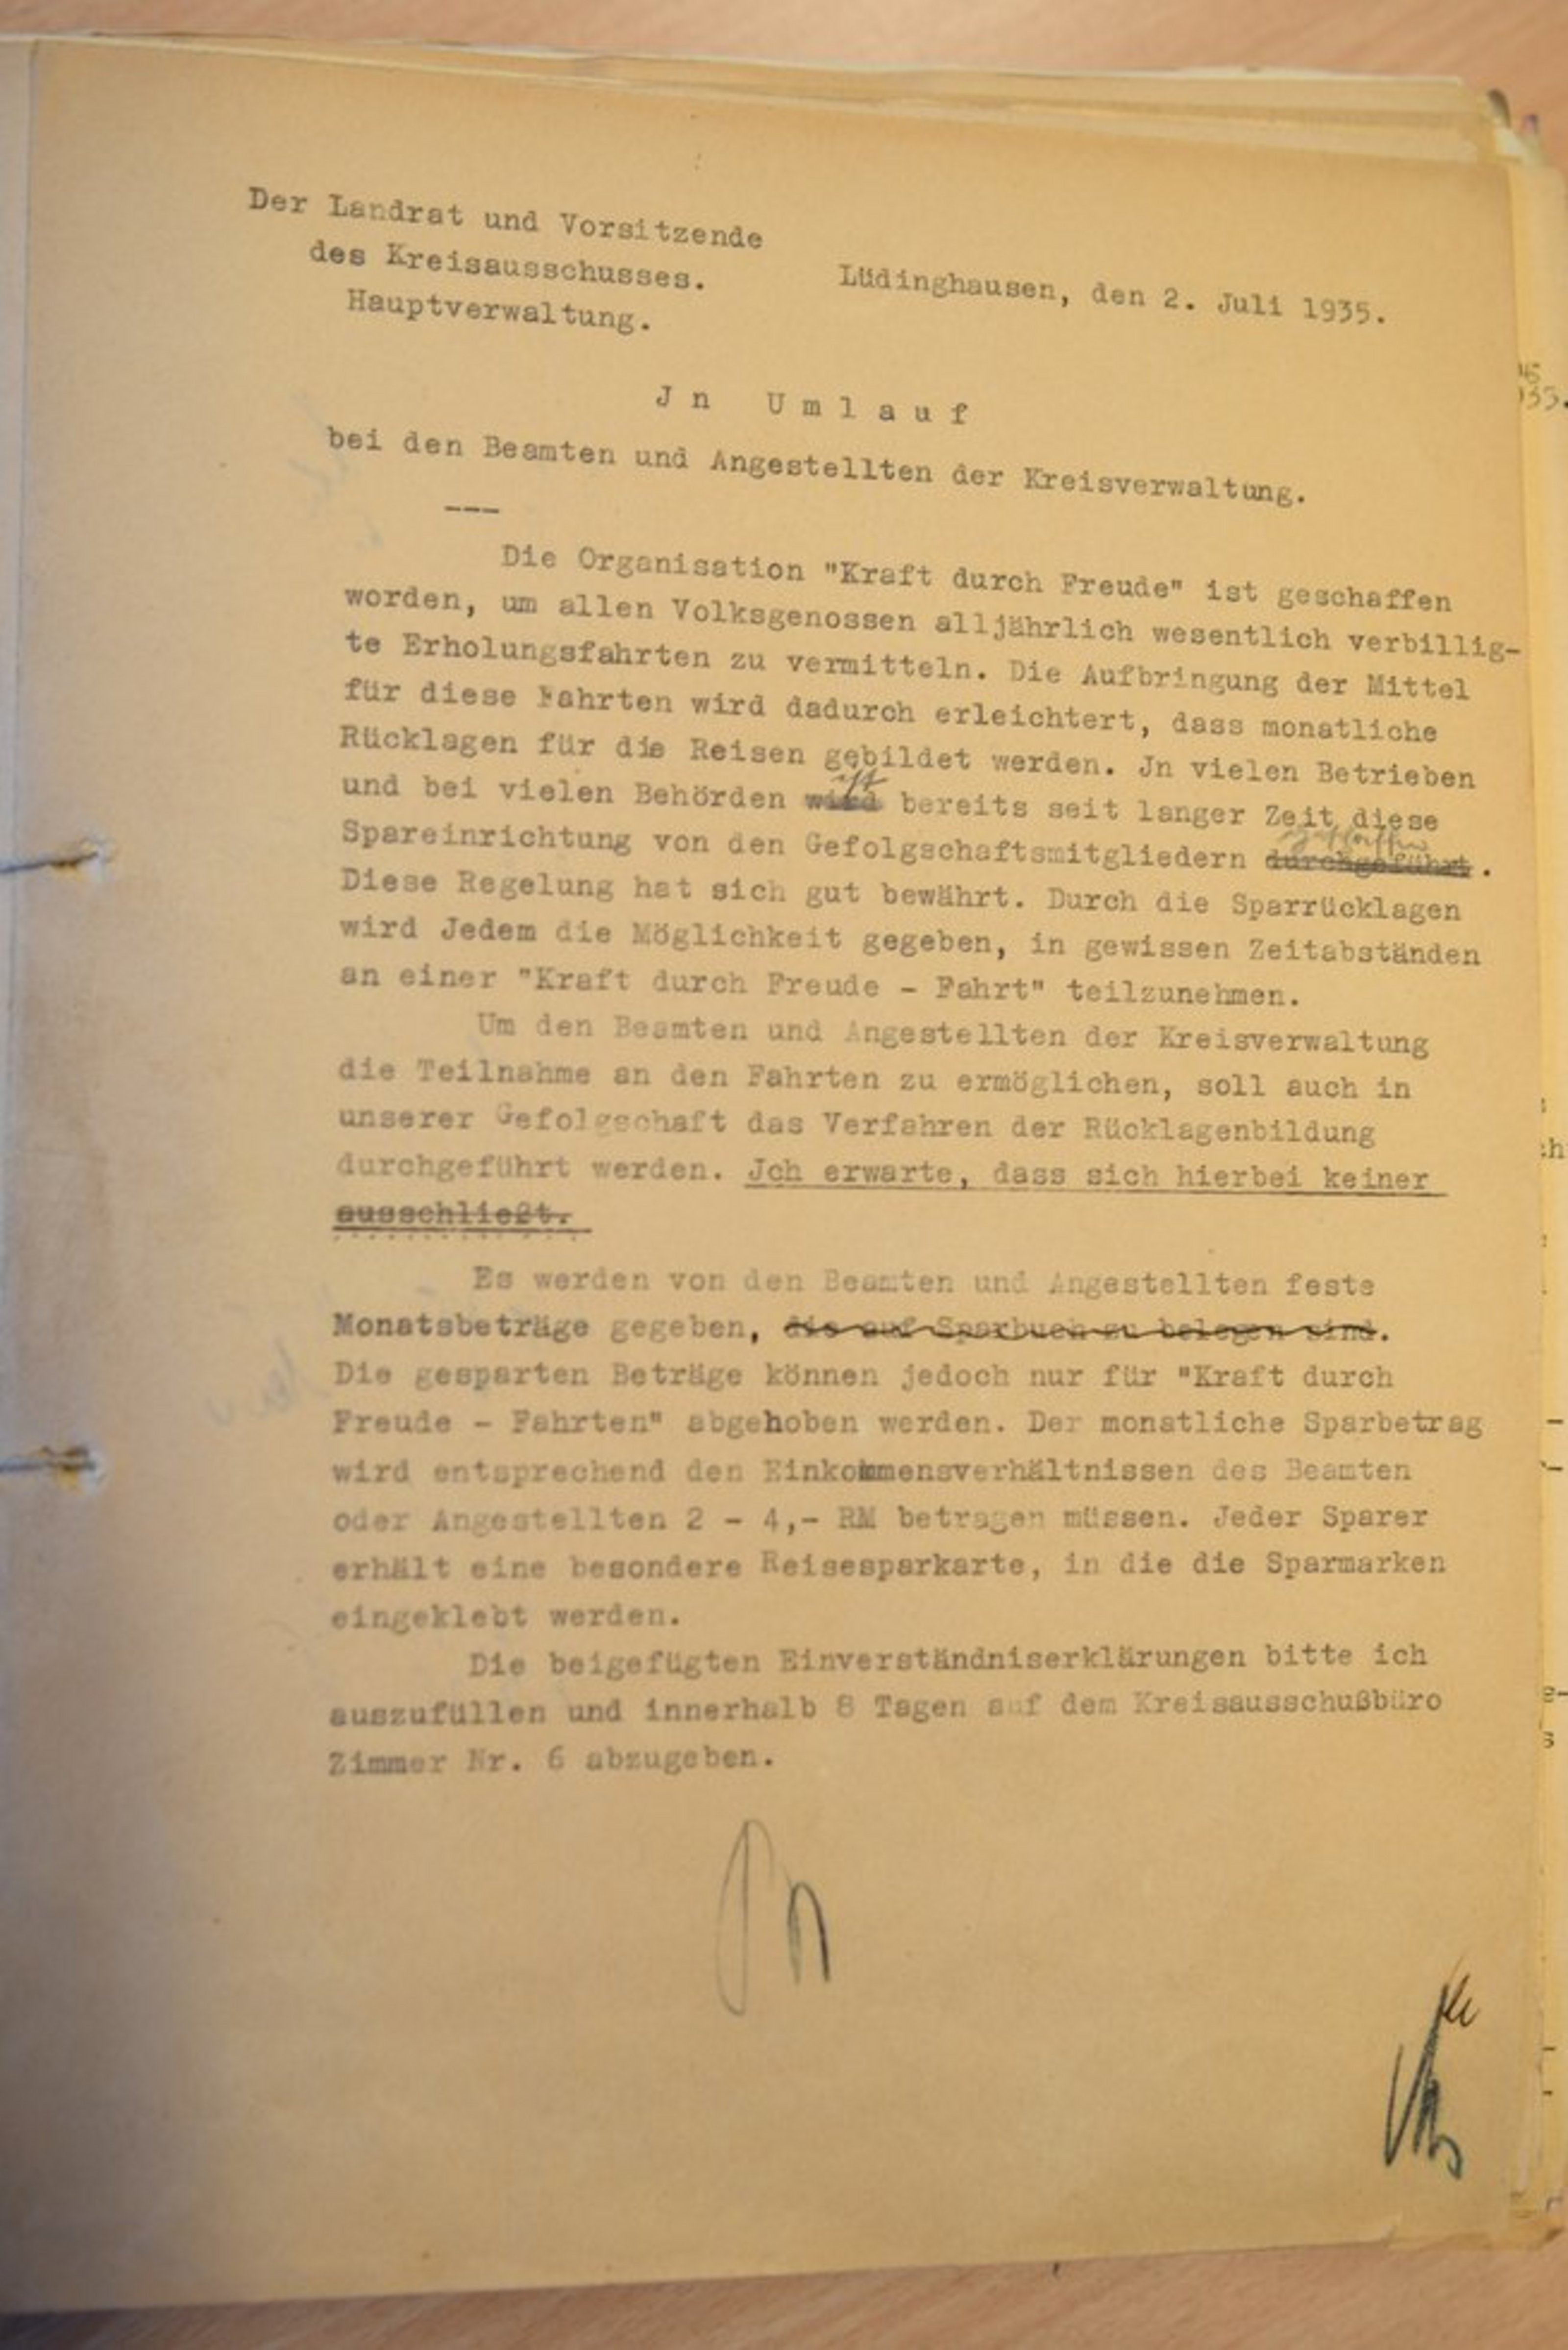 Der Landrat und Vorsitzende
des Kreisausschusses.
Hauptverwaltung.
Lüdinghausen, den 2. Juli 1935.
Jn Umlauf
bei den Beamten und Angestellten der Kreisverwaltung.
---
Die Organisation "Kraft durch Freude" ist geschaffen
worden, um allen Volksgenossen alljährlich wesentlich verbillig-
te Erholungsfahrten zu vermitteln. Die Aufbringung der Mittel
für diese Fahrten wird dadurch erleichtert, dass monatliche
Rücklagen für die Reisen gebildet werden. Jn vielen Betrieben
ist
und bei vielen Behörden wird bereits seit langer Zeit diese
Spareinrichtung von den Gefolgschaftsmitgliedern durchgeführt.
Diese Regelung hat sich gut bewährt. Durch die Sparrücklagen
wird Jedem die Möglichkeit gegeben, in gewissen Zeitabständen
an einer "Kraft durch Freude - Fahrt" teilzunehmen.
Um den Beamten und Angestellten der Kreisverwaltung
die Teilnahme an den Fahrten zu ermöglichen, soll auch in
unserer Gefolgschaft das Verfahren der Rücklagenbildung
durchgeführt werden. Jch erwarte, dass sich hierbei keiner
ausschließt.
Es werden von den Beamten und Angestellten feste
Monatsbeträge gegeben, die auf Sparbuch zu belegen sind.
Die gesparten Beträge können jedoch nur für "Kraft durch
Freude - Fahrten" abgehoben werden. Der monatliche Sparbetrag
wird entsprechend den Einkommensverhältnissen des Beamten
oder Angestellten 2 - 4,- RM betragen müssen. Jeder Sparer
erhält eine besondere Reisesparkarte, in die die Sparmarken
eingeklebt werden.
Die beigefügten Einverständniserklärungen bitte ich
auszufüllen und innerhalb 8 Tagen auf dem Kreisausschußbüro
Zimmer Nr. 6 abzugeben.